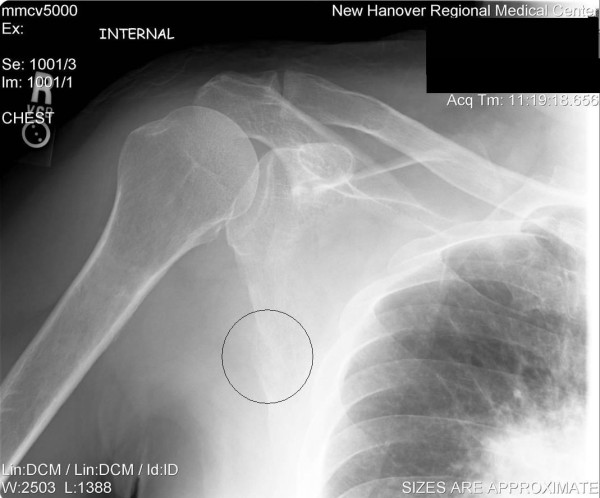 mmcv5000
New Hanover Regional Medical Center
Ex:
INTERNAL
Se: 1001/3
Im: 1001/1
R
Acq Tm: 11:19:18.656
CHEST
Lin:DCM / Lin:DCM / Id:ID
W:2503 L:1388
SIZES ARE APPROXIMATE